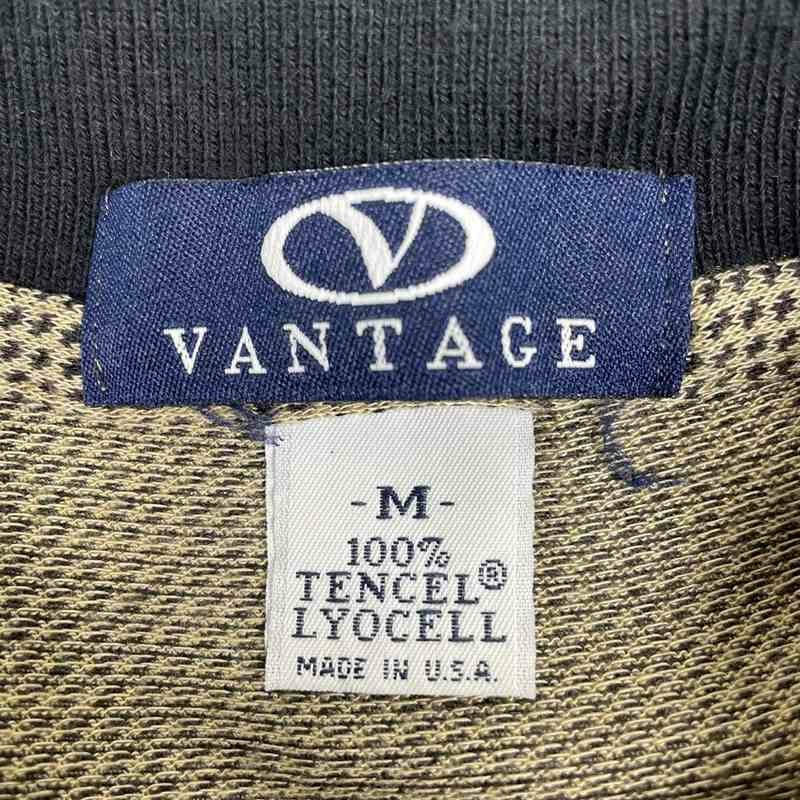 V
VANTAGE
-M-
100%
TENCEL®
LYOCELL
MADE IN U.S.A.